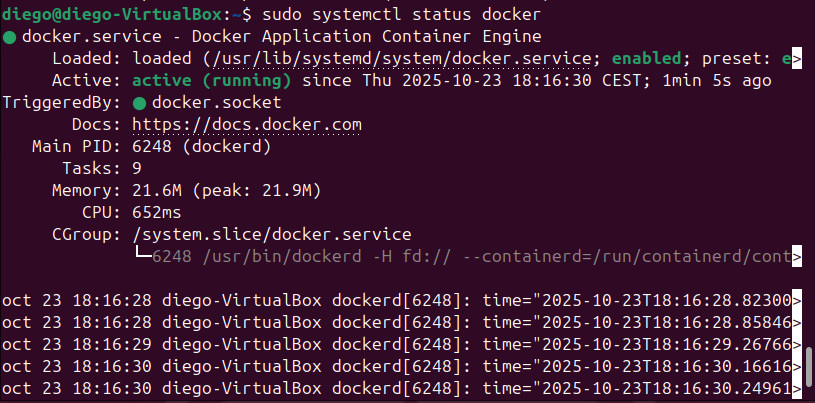 diego@diego-VirtualBox:~$ sudo systemctl status docker
● docker.service - Docker Application Container Engine
     Loaded: loaded (/usr/lib/systemd/system/docker.service; enabled; preset: e>
     Active: active (running) since Thu 2025-10-23 18:16:30 CEST; 1min 5s ago
TriggeredBy: ● docker.socket
       Docs: https://docs.docker.com
   Main PID: 6248 (dockerd)
      Tasks: 9
     Memory: 21.6M (peak: 21.9M)
        CPU: 652ms
     CGroup: /system.slice/docker.service
             └─6248 /usr/bin/dockerd -H fd:// --containerd=/run/containerd/cont>
oct 23 18:16:28 diego-VirtualBox dockerd[6248]: time="2025-10-23T18:16:28.82300>
oct 23 18:16:28 diego-VirtualBox dockerd[6248]: time="2025-10-23T18:16:28.85846>
oct 23 18:16:29 diego-VirtualBox dockerd[6248]: time="2025-10-23T18:16:29.26766>
oct 23 18:16:30 diego-VirtualBox dockerd[6248]: time="2025-10-23T18:16:30.16616>
oct 23 18:16:30 diego-VirtualBox dockerd[6248]: time="2025-10-23T18:16:30.24961>